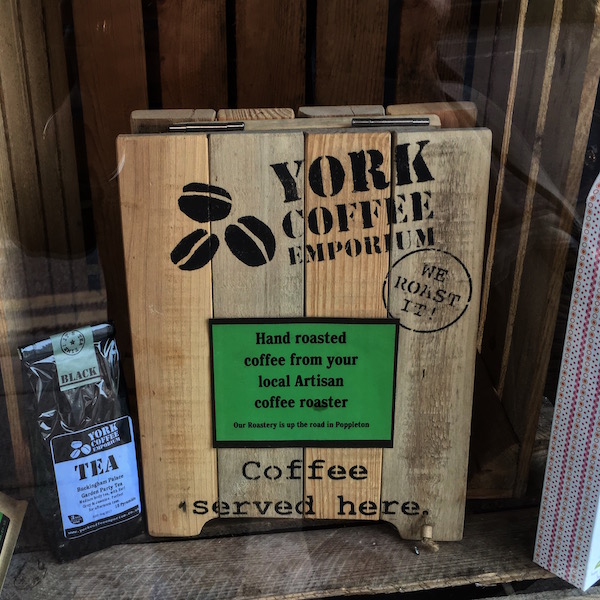 YORK
COFFEE
EMPORIUM
WE
ROAST
IT!
Hand roasted
coffee from your
local Artisan
coffee roaster
Our Roastery is up the road in Poppleton
Coffee
served here.
BLACK
YORK
COFFEE
EMPORIUM
TEA
Buckingham Palace
Garden Party Tea